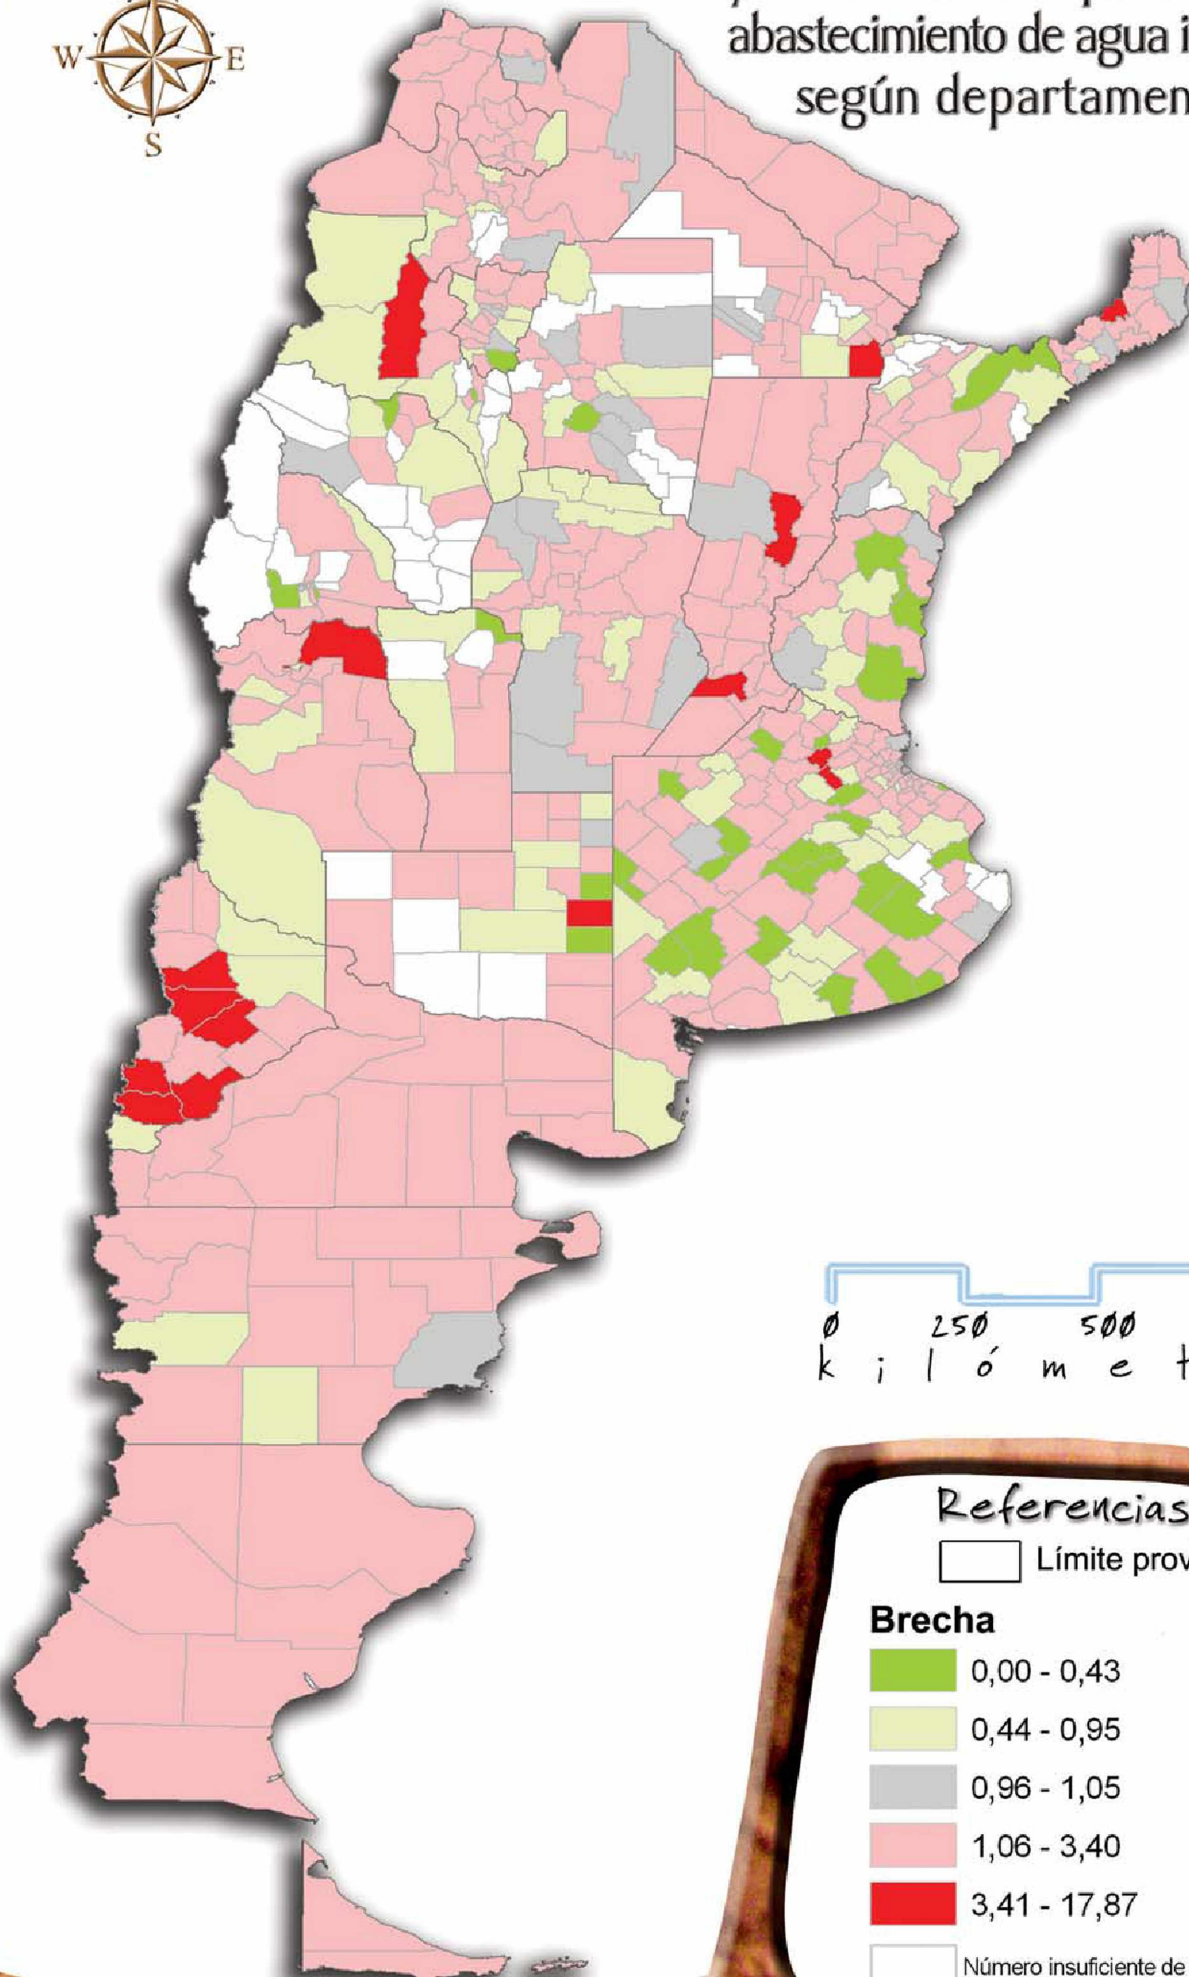 abastecimiento de agua i
según departamen
W
E
S
0
250
500
k i l ó m e t
Referencias
Límite prov
Brecha
0,00 - 0,43
0,44 - 0,95
0,96 - 1,05
1,06 - 3,40
3,41 - 17,87
Número insuficiente de